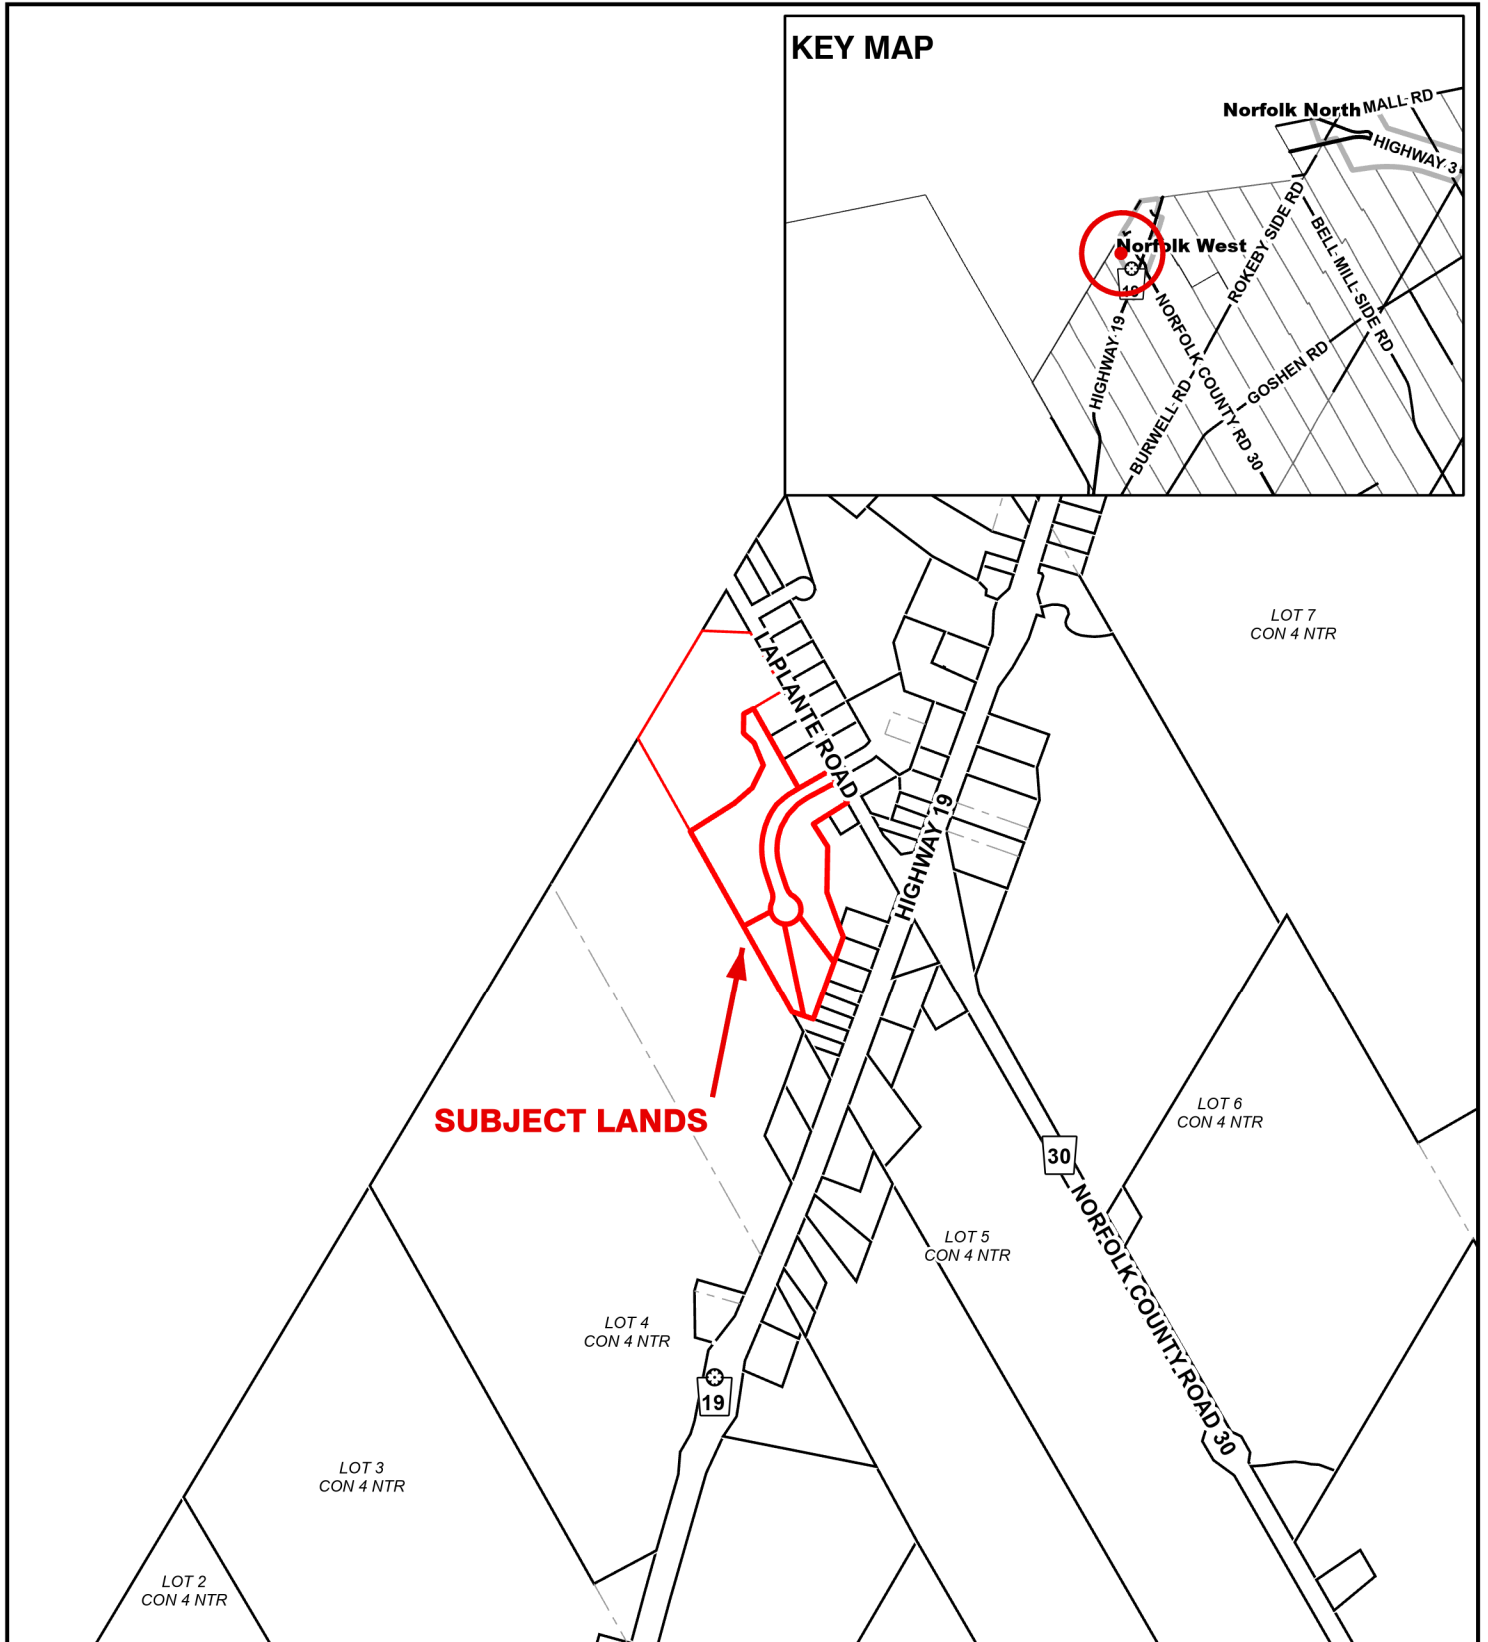 KEY MAP
Norfolk North
MALL RD
HIGHWAY 3
ROKEBY SIDE RD
BELL MILL SIDE RD
Norfolk West
19
HIGHWAY 19
NORFOLK COUNTY RD 30
BURWELL RD
GOSHEN RD
LOT 7
CON 4 NTR
LAPLANTE ROAD
HIGHWAY 19
SUBJECT LANDS
LOT 6
CON 4 NTR
30
NORFOLK COUNTY ROAD 30
LOT 5
CON 4 NTR
LOT 4
CON 4 NTR
19
LOT 3
CON 4 NTR
LOT 2
CON 4 NTR